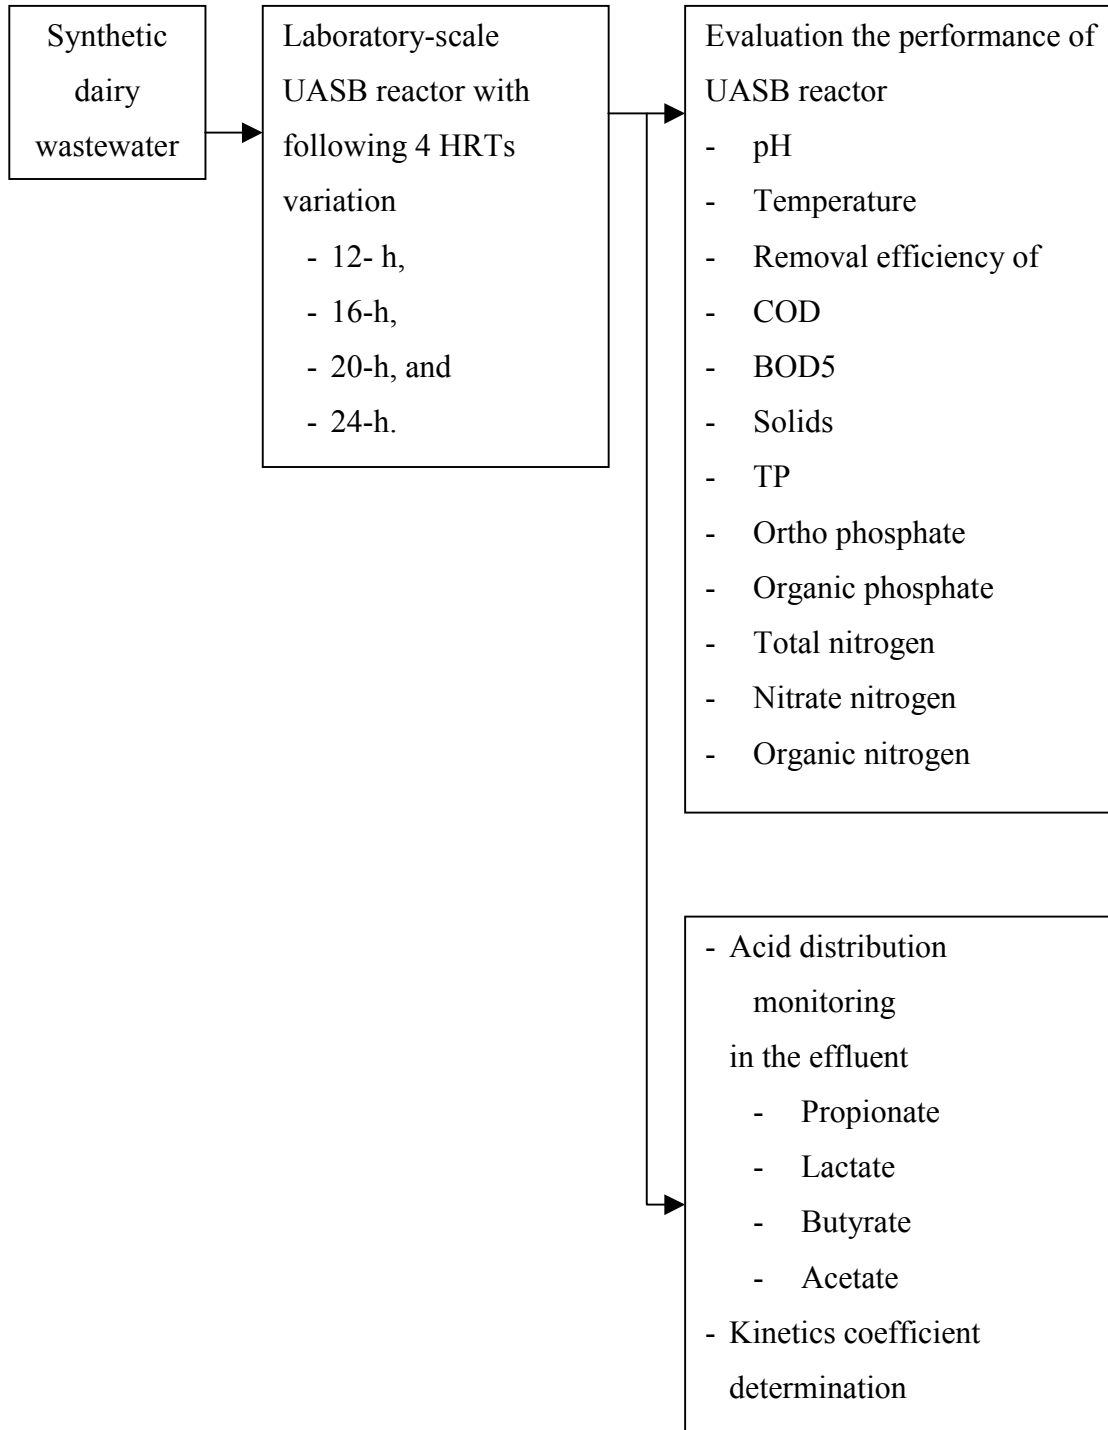 Synthetic
dairy
wastewater
Laboratory-scale
UASB reactor with
following 4 HRTs
variation
- 12- h,
- 16-h,
- 20-h, and
- 24-h.
Evaluation the performance of
UASB reactor
- pH
- Temperature
- Removal efficiency of
- COD
- BOD5
- Solids
- TP
- Ortho phosphate
- Organic phosphate
- Total nitrogen
- Nitrate nitrogen
- Organic nitrogen
- Acid distribution
monitoring
in the effluent
- Propionate
- Lactate
- Butyrate
- Acetate
- Kinetics coefficient
determination